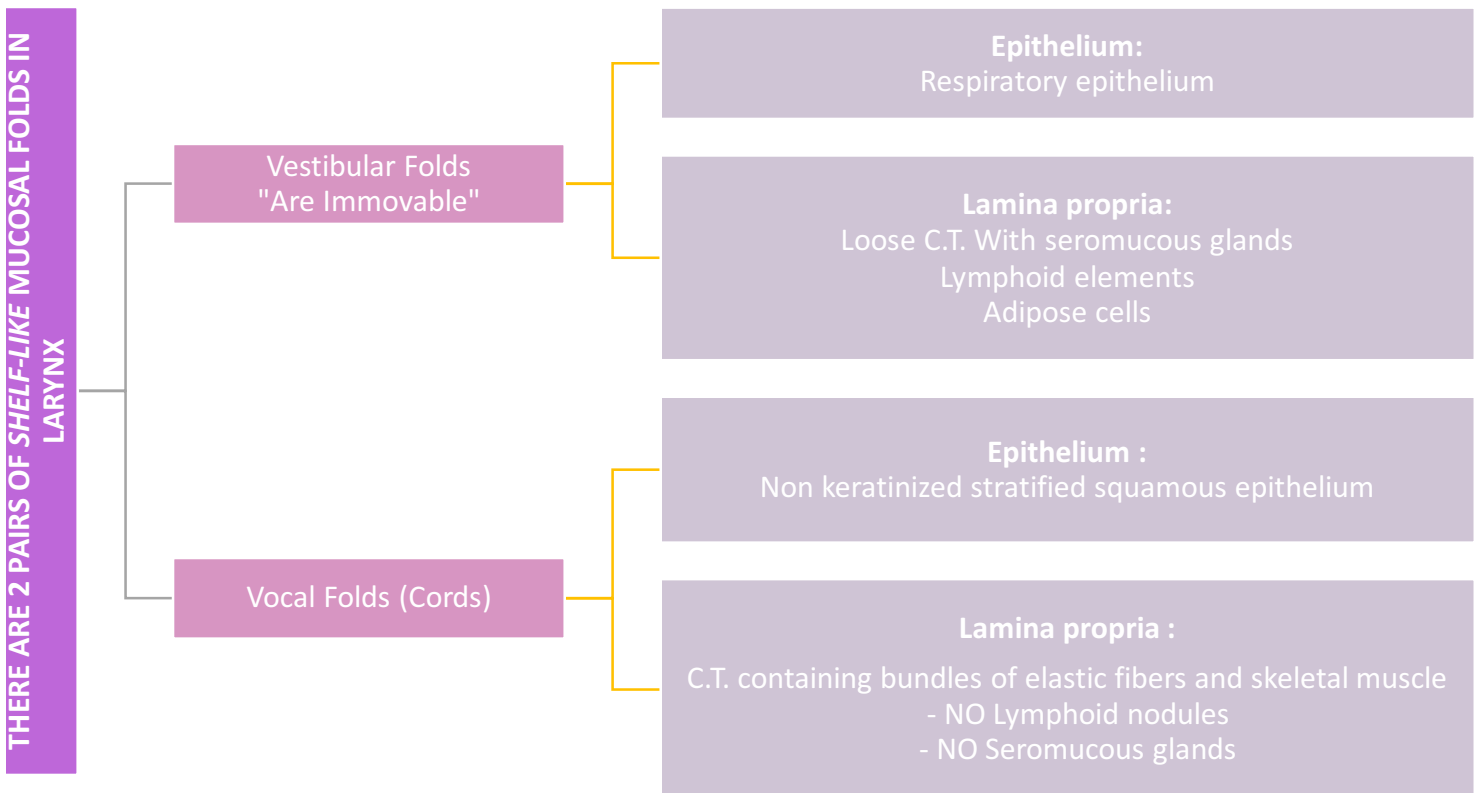 THERE ARE 2 PAIRS OF SHELF-LIKE MUCOSAL FOLDS IN
LARYNX
Vestibular Folds
"Are Immovable"
Epithelium:
Respiratory epithelium
Lamina propria:
Loose C.T. With seromucous glands
Lymphoid elements
Adipose cells
Vocal Folds (Cords)
Epithelium :
Non keratinized stratified squamous epithelium
Lamina propria :
C.T. containing bundles of elastic fibers and skeletal muscle
- NO Lymphoid nodules
- NO Seromucous glands